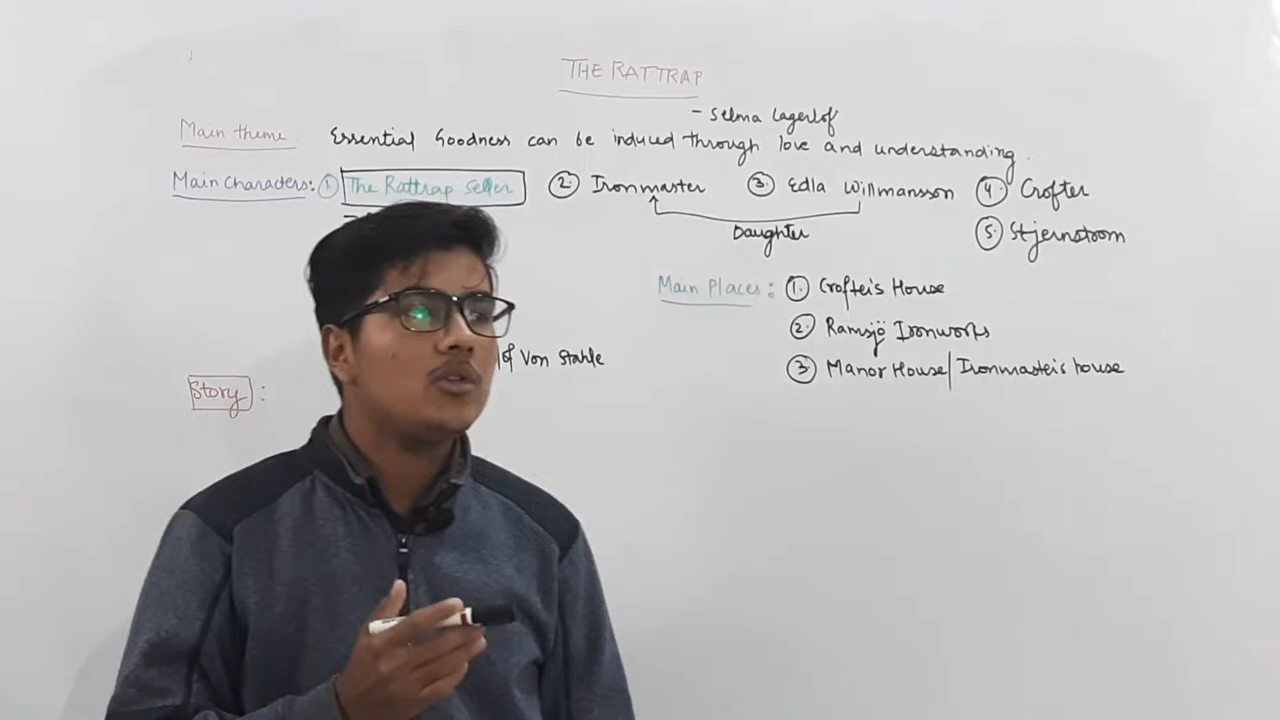 THE RATTRAP
- Selma Lagerlof
Main theme Essential Goodness can be induced through love and understanding.
Main Characters: ① The Rattrap Seller ② Ironmaster ③ Edla Willmansson ④ Crofter
Daughter ⑤ Stjernstoom
Main Places: ① Crofter's House
② Ramsjö Ironworks
of Von Stahle ③ Manor House | Ironmaster's house
Story :